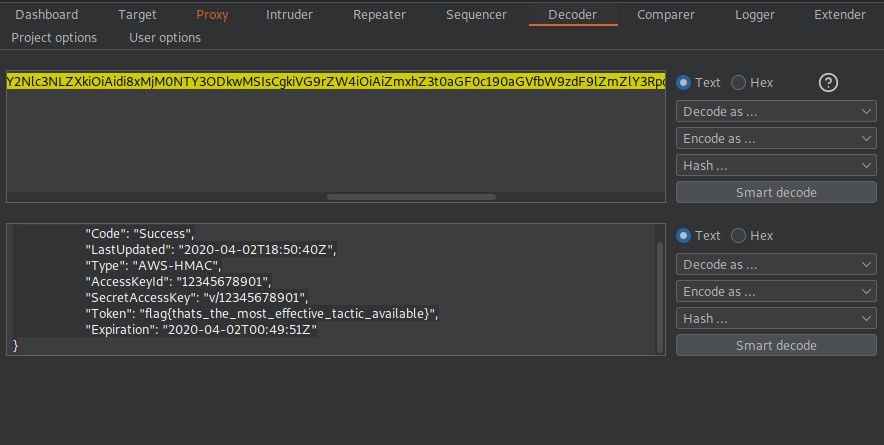 Dashboard Target Proxy Intruder Repeater Sequencer Decoder Comparer Logger Extender
Project options User options
Y2Nlc3NLZXkiOiAidi8xMjM0NTY3ODkwMSIsCgkiVG9rZW4iOiAiZmxhZ3t0aGF0c190aGVfbW9zdF9lZmZlY3Rpd
Text Hex ?
Decode as ...
Encode as ...
Hash ...
Smart decode
"Code": "Success",
"LastUpdated": "2020-04-02T18:50:40Z",
"Type": "AWS-HMAC",
"AccessKeyId": "12345678901",
"SecretAccessKey": "v/12345678901",
"Token": "flag{thats_the_most_effective_tactic_available}",
"Expiration": "2020-04-02T00:49:51Z"
}
Text Hex
Decode as ...
Encode as ...
Hash ...
Smart decode